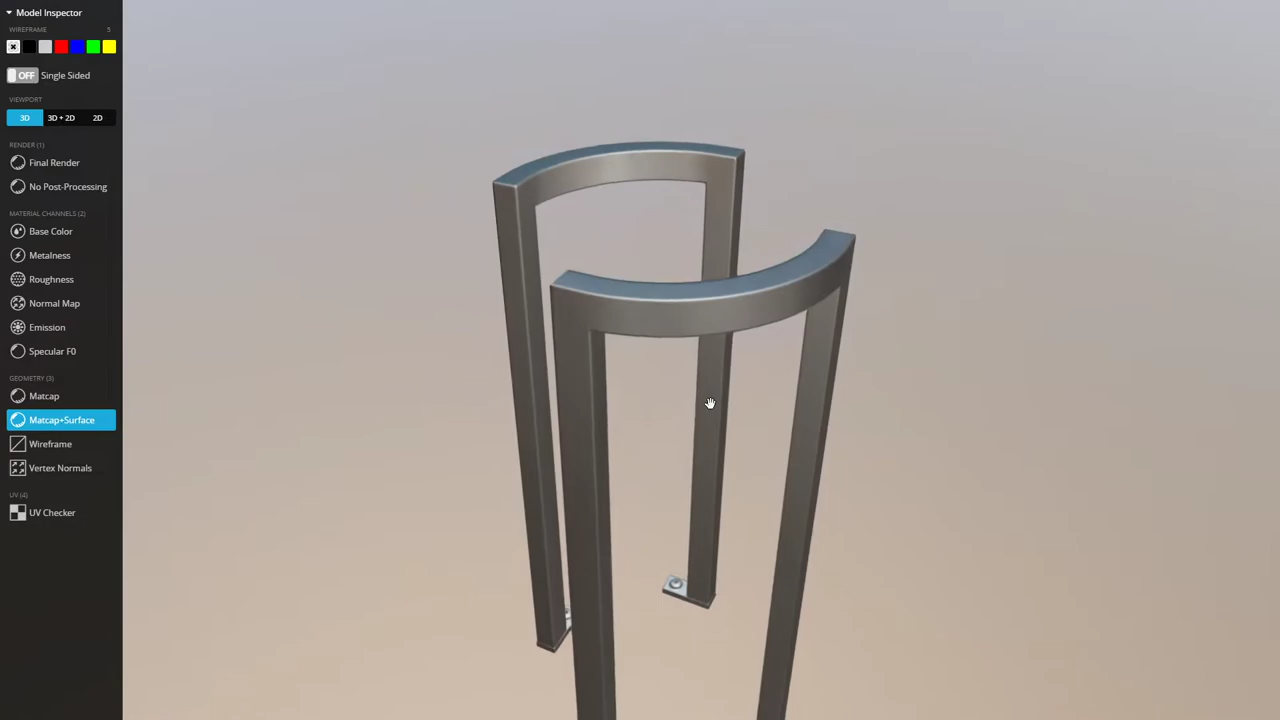 Model Inspector
WIREFRAME 5
OFF Single Sided
VIEWPORT
3D 3D + 2D 2D
RENDER (1)
Final Render
No Post-Processing
MATERIAL CHANNELS (2)
Base Color
Metalness
Roughness
Normal Map
Emission
Specular F0
GEOMETRY (3)
Matcap
Matcap+Surface
Wireframe
Vertex Normals
UV (4)
UV Checker